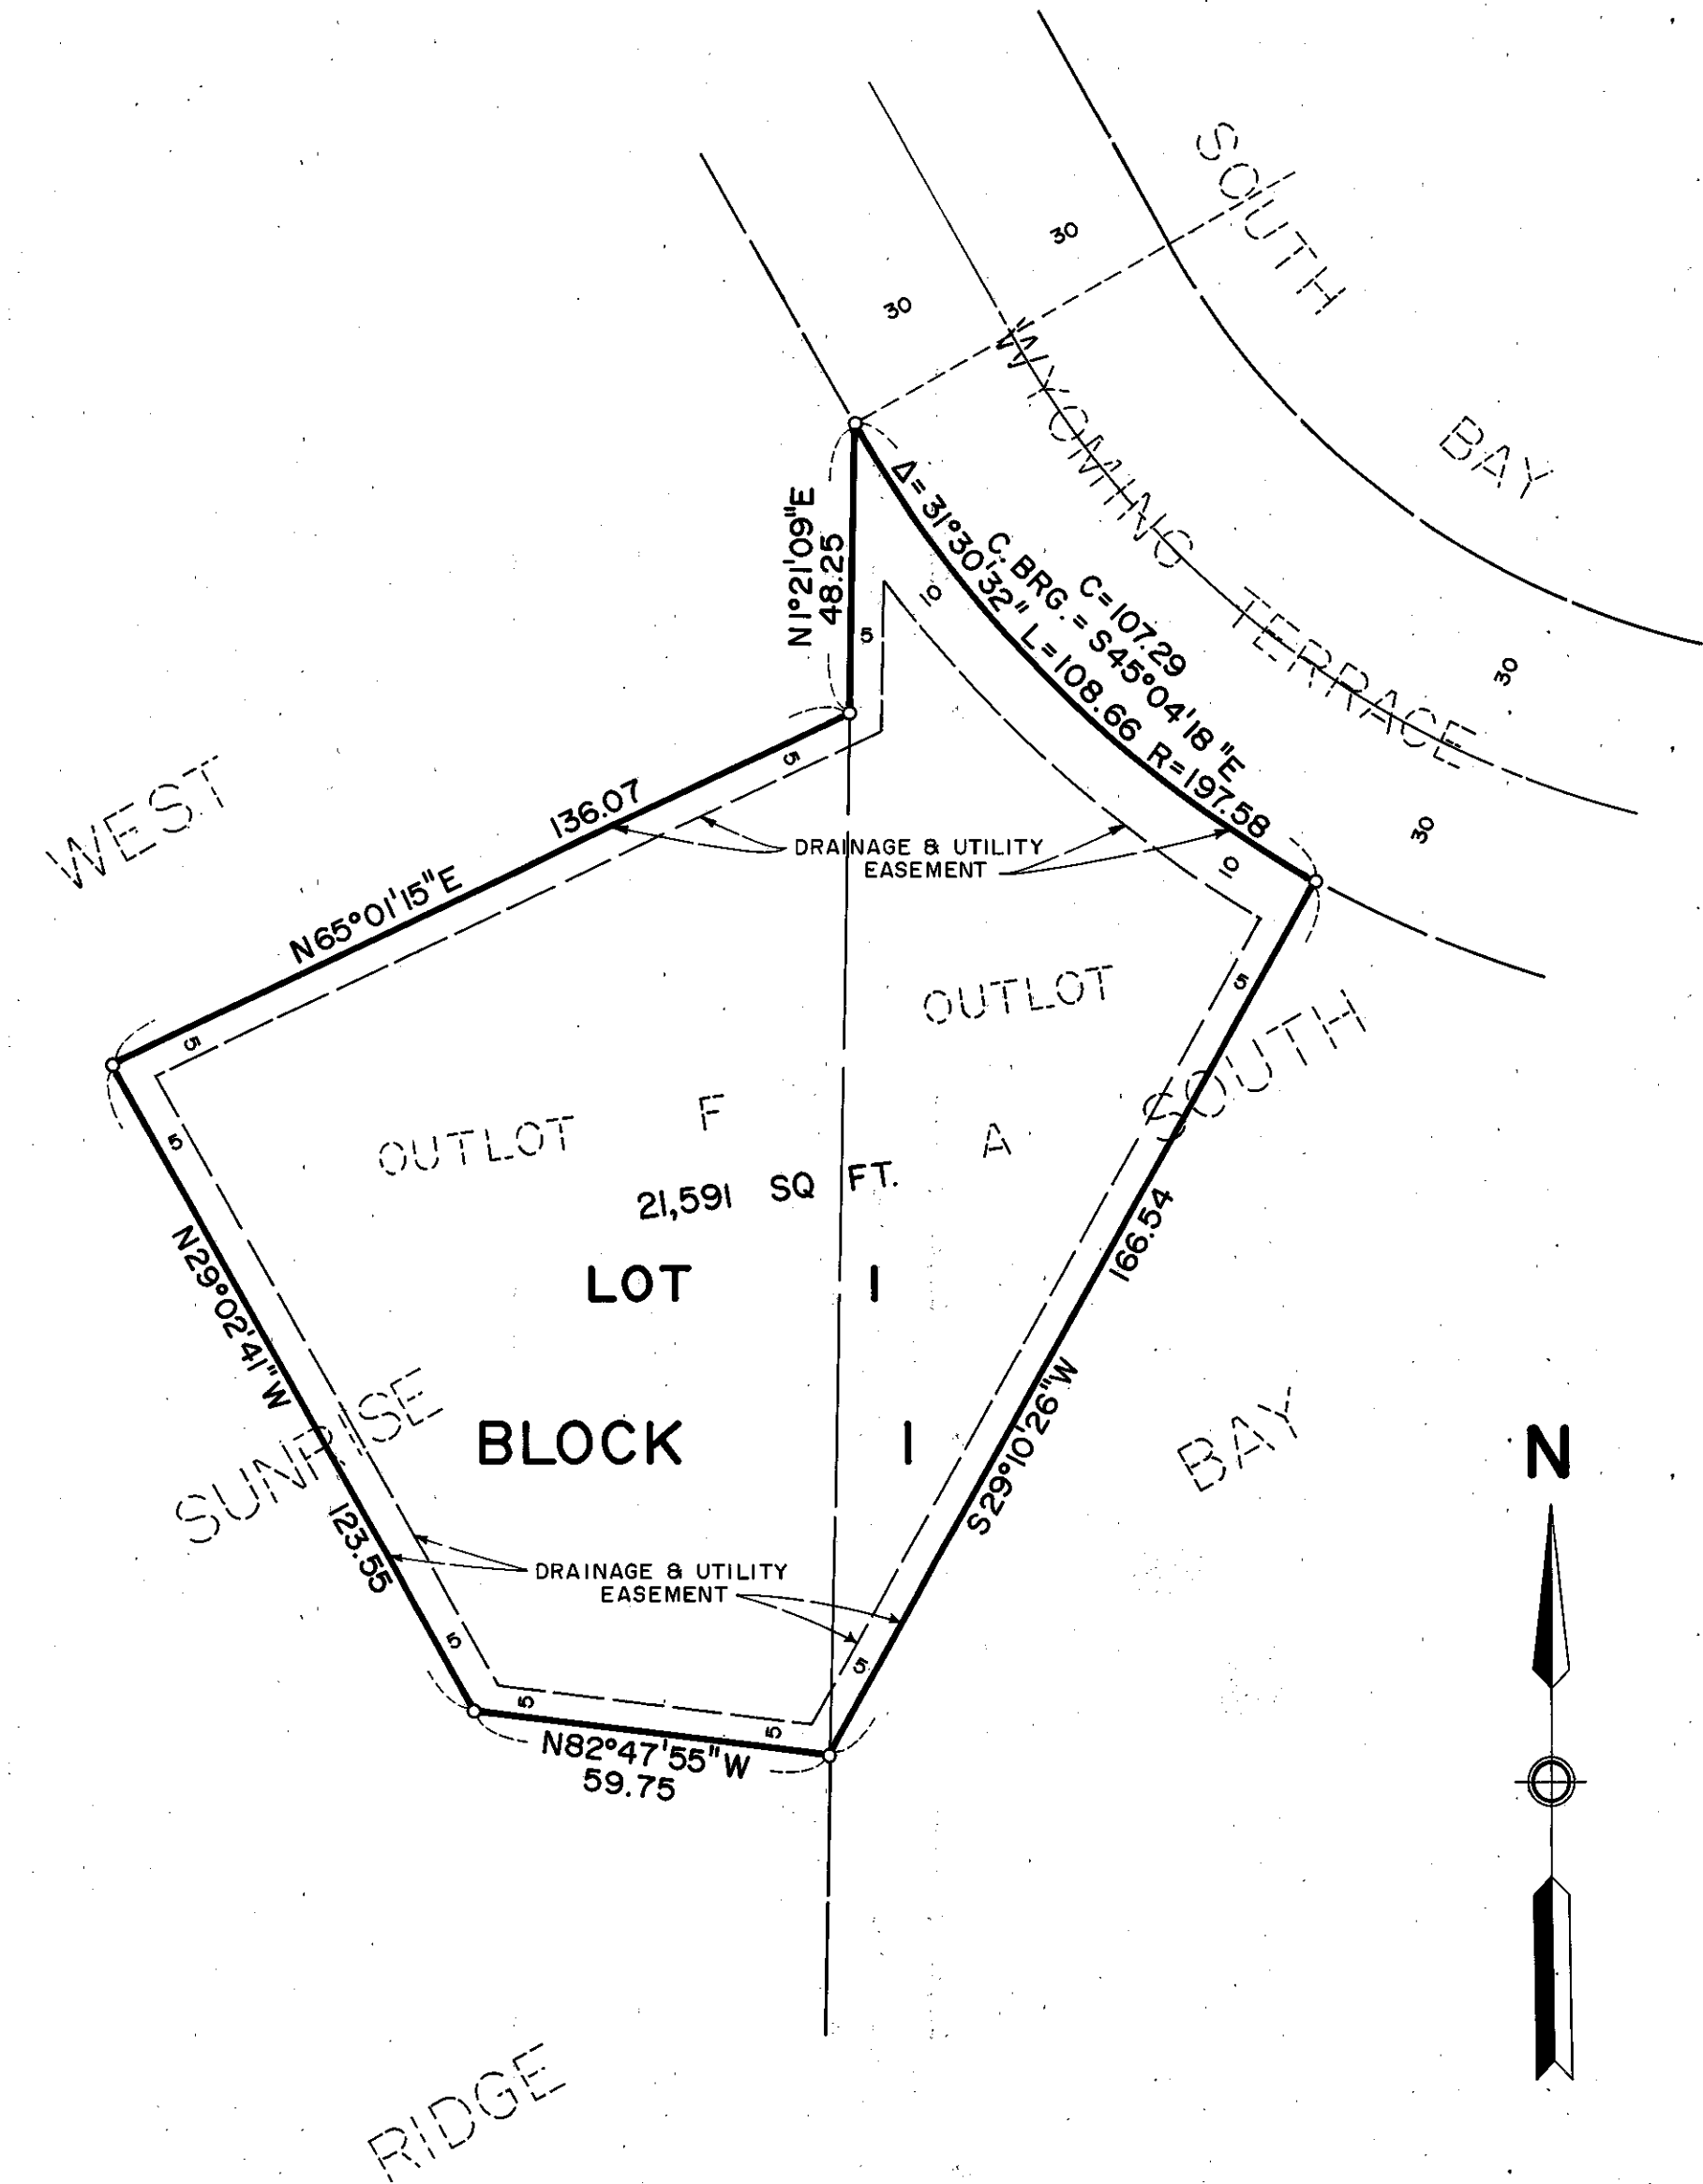 SOUTH
BAY
30
30
WYOMING TERRACE
30
30
N1°21'09"E
48.25
C=107.29
C. BRG. = S45°04'18"E
Δ=31°30'32" L=108.66 R=197.58
10
5
5
10
136.07
N65°01'15"E
DRAINAGE & UTILITY
EASEMENT
WEST
5
5
OUTLOT F
OUTLOT A
5
SOUTH
BAY
21,591 SQ FT.
LOT 1
BLOCK 1
166.54
S29°10'26"W
N29°02'41"W
123.55
SUNRISE
DRAINAGE & UTILITY
EASEMENT
5
5
5
5
N82°47'55"W
59.75
N
RIDGE